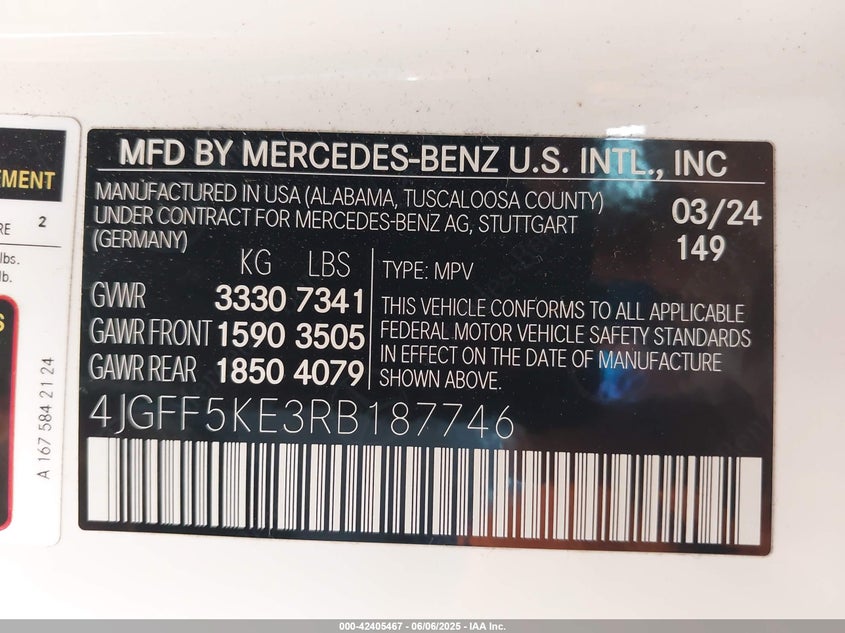 EMENT
RE 2
lbs.
lb.
S
A 167 584 21 24
MFD BY MERCEDES-BENZ U.S. INTL., INC
MANUFACTURED IN USA (ALABAMA, TUSCALOOSA COUNTY)
UNDER CONTRACT FOR MERCEDES-BENZ AG, STUTTGART
(GERMANY)
03/24
149
KG LBS
GVWR 3330 7341
GAWR FRONT 1590 3505
GAWR REAR 1850 4079
TYPE: MPV
THIS VEHICLE CONFORMS TO ALL APPLICABLE
FEDERAL MOTOR VEHICLE SAFETY STANDARDS
IN EFFECT ON THE DATE OF MANUFACTURE
SHOWN ABOVE.
4JGFF5KE3RB187746
000-42405467 - 06/06/2025 - IAA Inc.